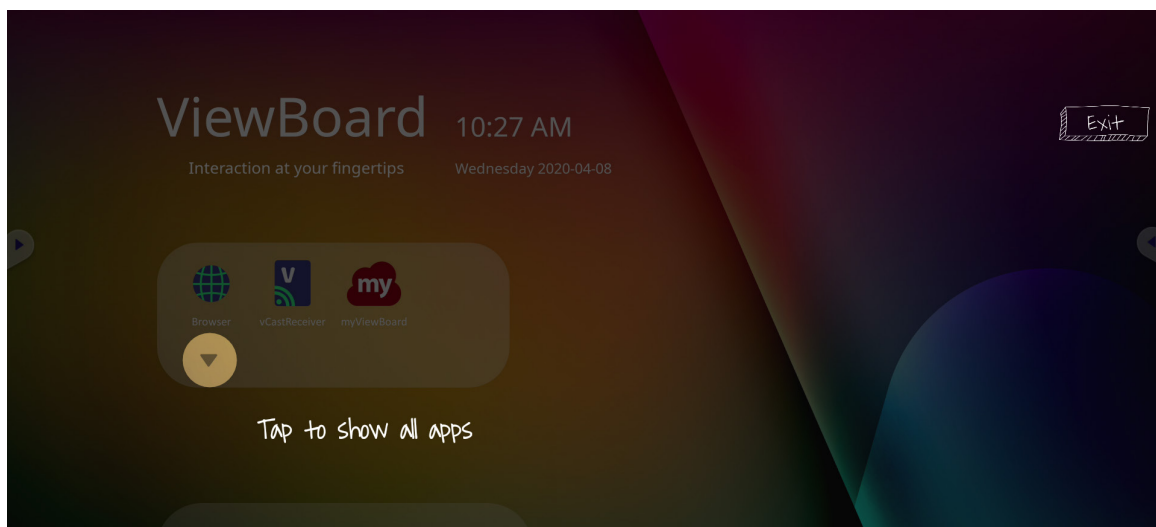 ViewBoard 10:27 AM
Interaction at your fingertips Wednesday 2020-04-08
Exit
V my
Browser vCastReceiver myViewBoard
Tap to show all apps